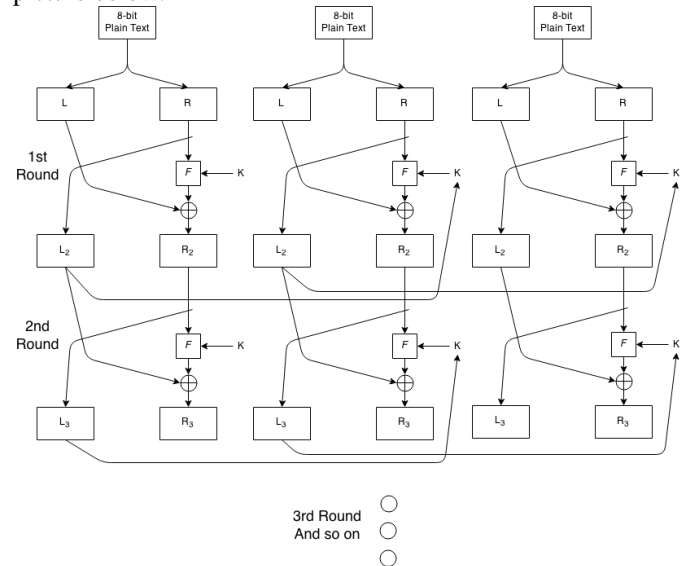 8-bit
Plain Text
8-bit
Plain Text
8-bit
Plain Text
L
R
L
R
L
R
1st
Round
F
K
F
K
F
K
L2
R2
L2
R2
L2
R2
2nd
Round
F
K
F
K
F
K
L3
R3
L3
R3
L3
R3
3rd Round
And so on